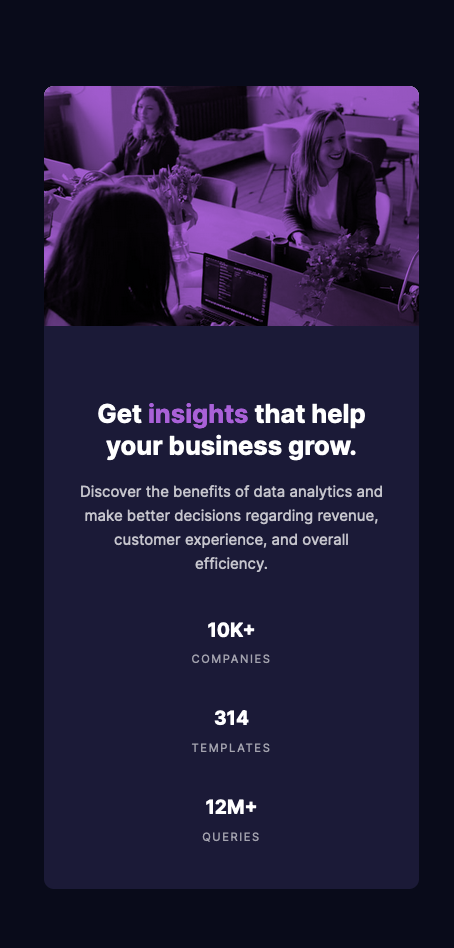 Get insights that help
your business grow.
Discover the benefits of data analytics and
make better decisions regarding revenue,
customer experience, and overall
efficiency.
10K+
COMPANIES
314
TEMPLATES
12M+
QUERIES